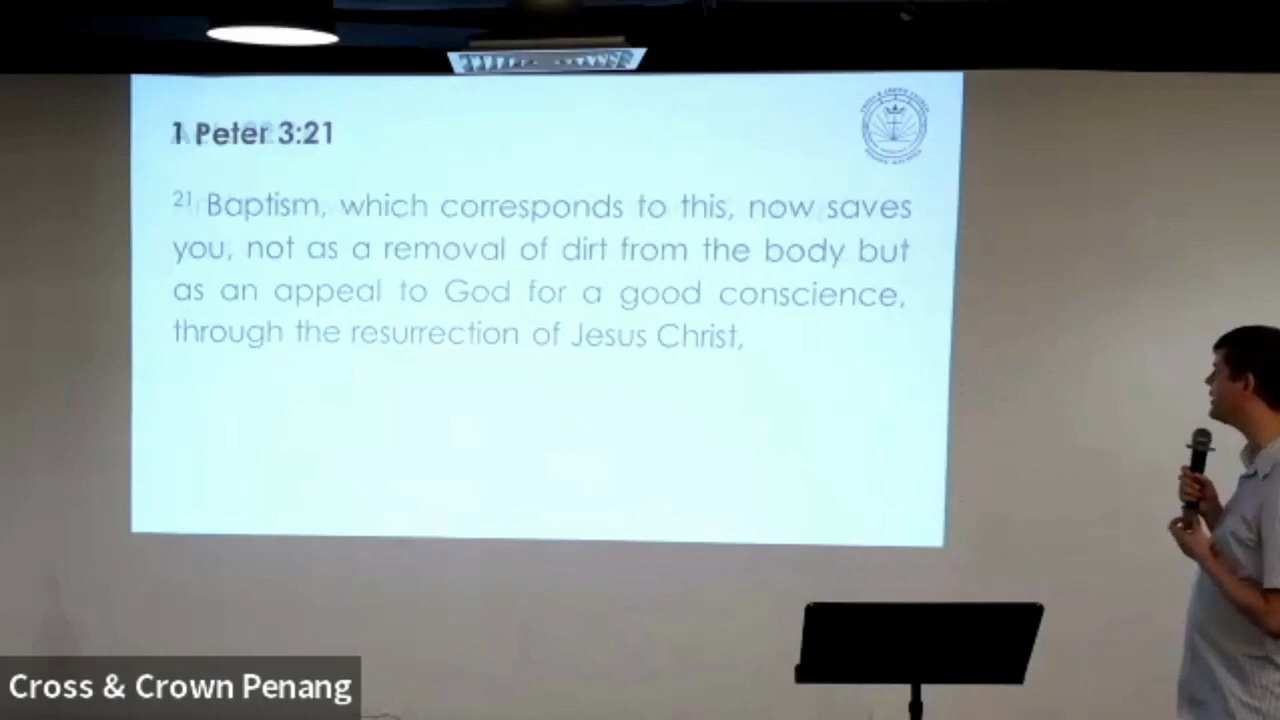 1 Peter 3:21
21 Baptism, which corresponds to this, now saves
you, not as a removal of dirt from the body but
as an appeal to God for a good conscience,
through the resurrection of Jesus Christ,
Cross & Crown Penang